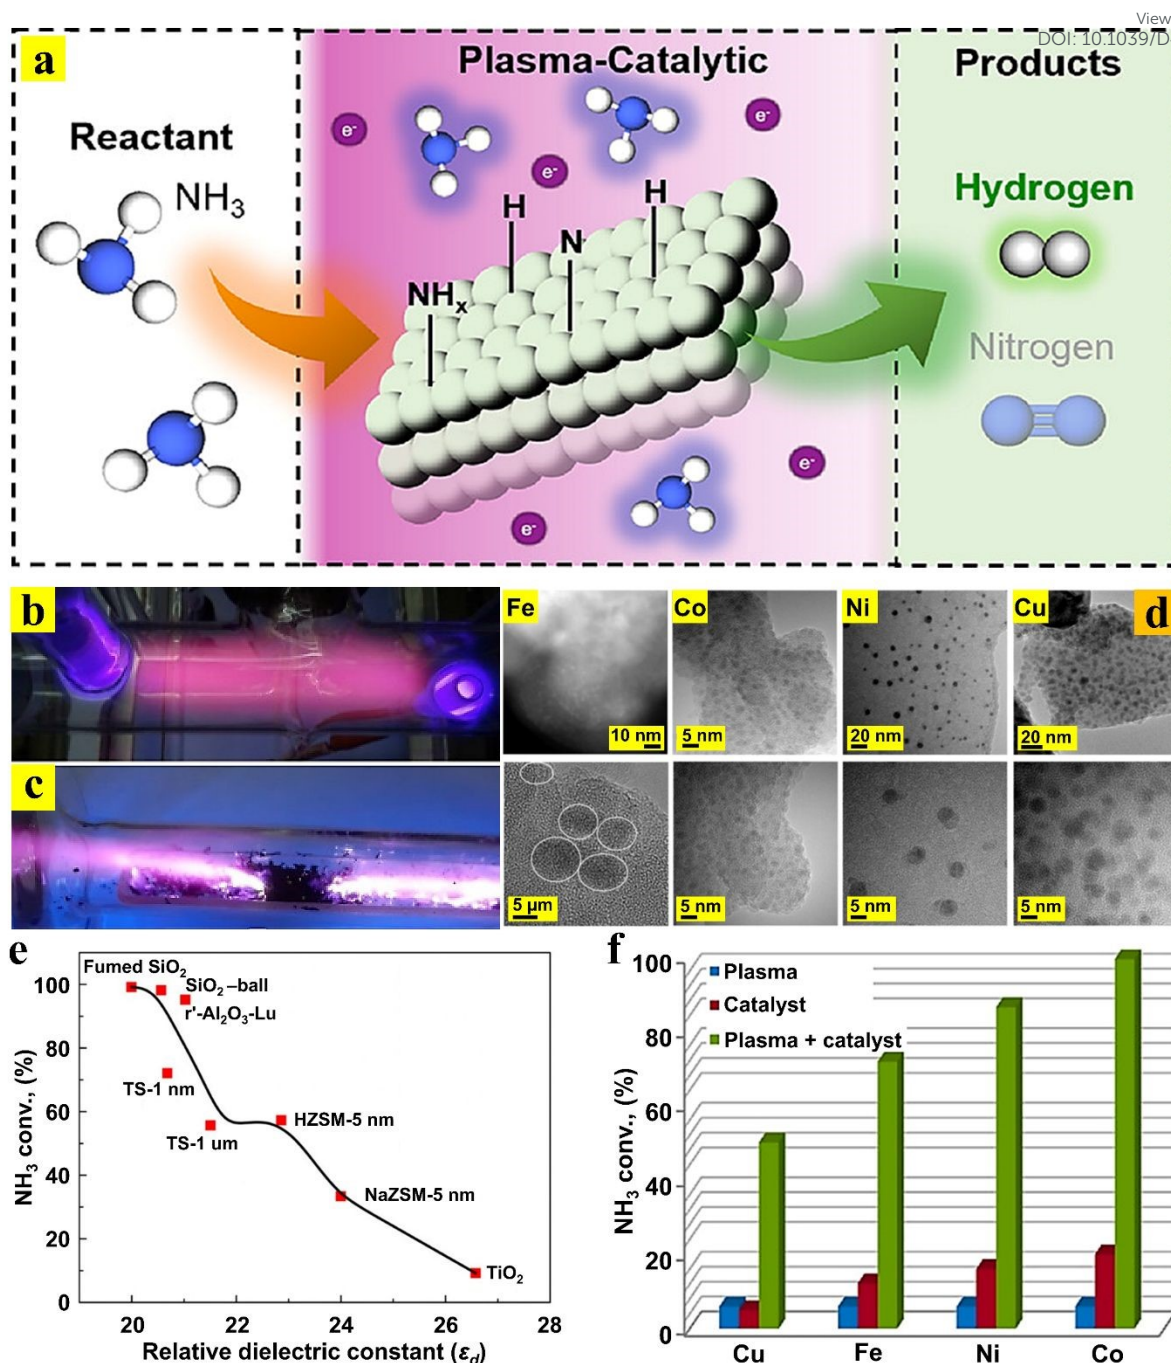 View
DOI: 10.1039/D
a
Reactant
NH₃
Plasma-Catalytic
e⁻
e⁻
e⁻
H
H
N
NHₓ
e⁻
e⁻
Products
Hydrogen
Nitrogen
b
c
Fe
10 nm
Co
5 nm
Ni
20 nm
Cu
20 nm
d
5 µm
5 nm
5 nm
5 nm
e
NH₃ conv., (%)
100
80
60
40
20
0
Fumed SiO₂
SiO₂ –ball
r'-Al₂O₃-Lu
TS-1 nm
TS-1 um
HZSM-5 nm
NaZSM-5 nm
TiO₂
20 22 24 26 28
Relative dielectric constant (εd)
f
NH₃ conv., (%)
100
80
60
40
20
0
Plasma
Catalyst
Plasma + catalyst
Cu Fe Ni Co